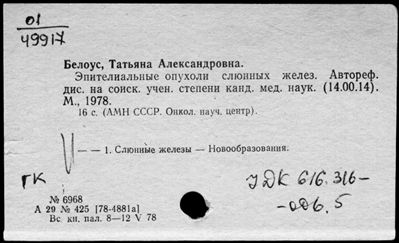 01
49917
Белоус, Татьяна Александровна.
Эпителиальные опухоли слюнных желез. Автореф.
дис. на соиск. учен. степени канд. мед. наук. (14.00.14).
М., 1978.
16 с. (АМН СССР. Онкол. науч. центр).
— — 1. Слюнные железы — Новообразования.
ГК
УДК 616.316-
-006.5
№ 6968
А 29 № 425 [78-4881а]
Вс. кн. пал. 8—12 V 78